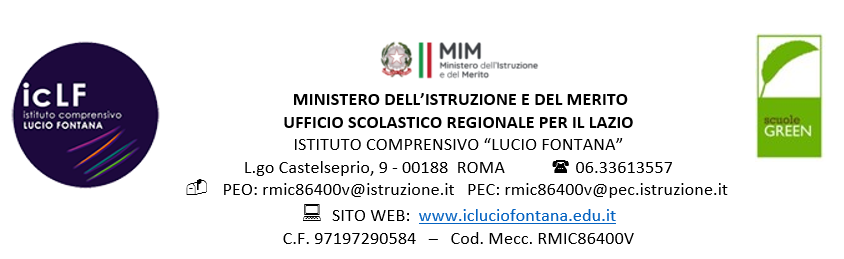 icLF
istituto comprensivo
LUCIO FONTANA
MIM
Ministero dell'Istruzione
e del Merito
MINISTERO DELL’ISTRUZIONE E DEL MERITO
UFFICIO SCOLASTICO REGIONALE PER IL LAZIO
ISTITUTO COMPRENSIVO “LUCIO FONTANA”
L.go Castelseprio, 9 - 00188 ROMA ☎ 06.33613557
PEO: rmic86400v@istruzione.it PEC: rmic86400v@pec.istruzione.it
SITO WEB: www.icluciofontana.edu.it
C.F. 97197290584 – Cod. Mecc. RMIC86400V
scuole
GREEN